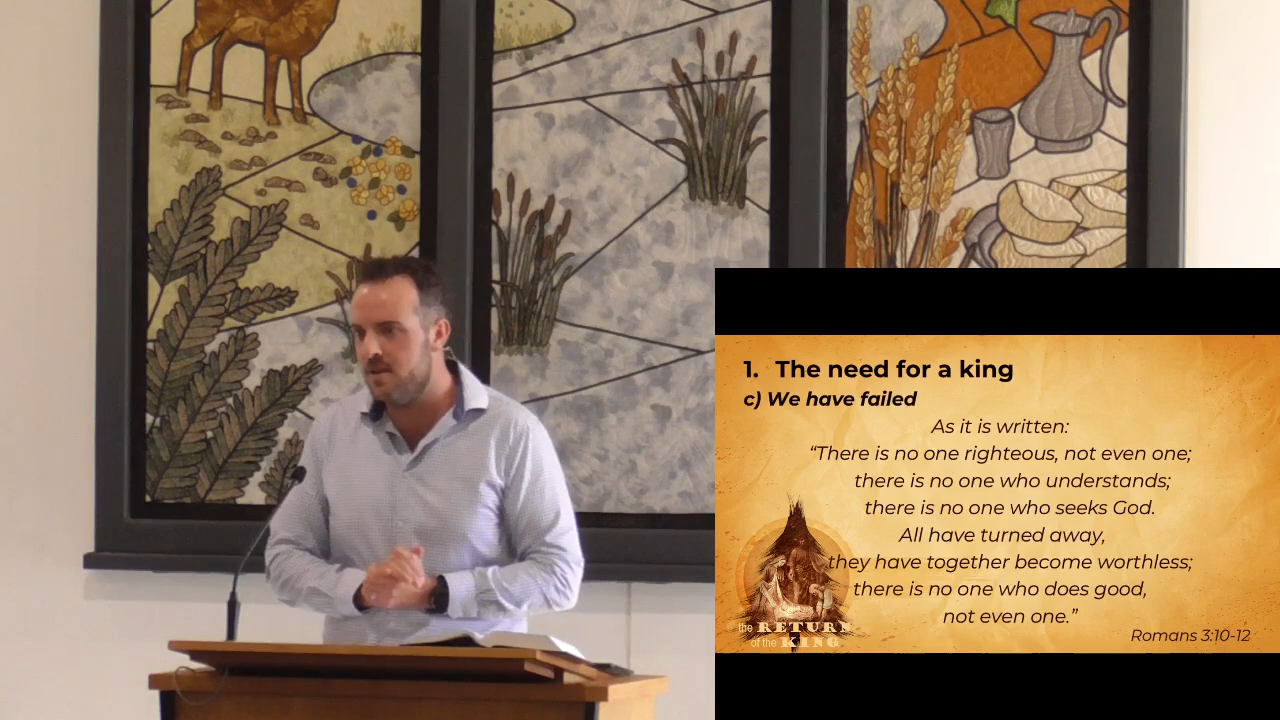 1. The need for a king
c) We have failed
As it is written:
“There is no one righteous, not even one;
there is no one who understands;
there is no one who seeks God.
All have turned away,
they have together become worthless;
there is no one who does good,
not even one.”
Romans 3:10-12
the RETURN
of the KING